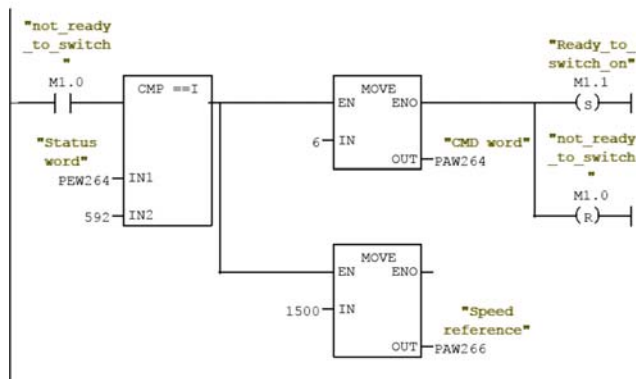 "not_ready
_to_switch
"
M1.0
CMP ==I
"Status
word"
PEW264
IN1
592
IN2
MOVE
EN
ENO
6
IN
"CMD word"
OUT
PAW264
"Ready_to_
switch_on"
M1.1
S
"not_ready
_to_switch
"
M1.0
R
MOVE
EN
ENO
1500
IN
"Speed
reference"
OUT
PAW266